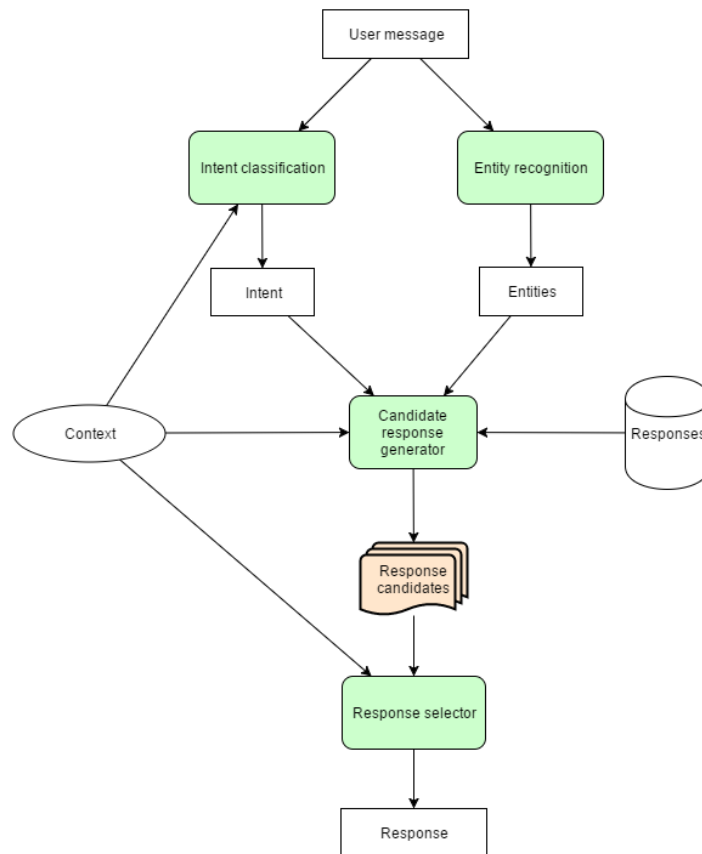 User message
Intent classification
Entity recognition
Intent
Entities
Context
Candidate
response
generator
Responses
Response
candidates
Response selector
Response